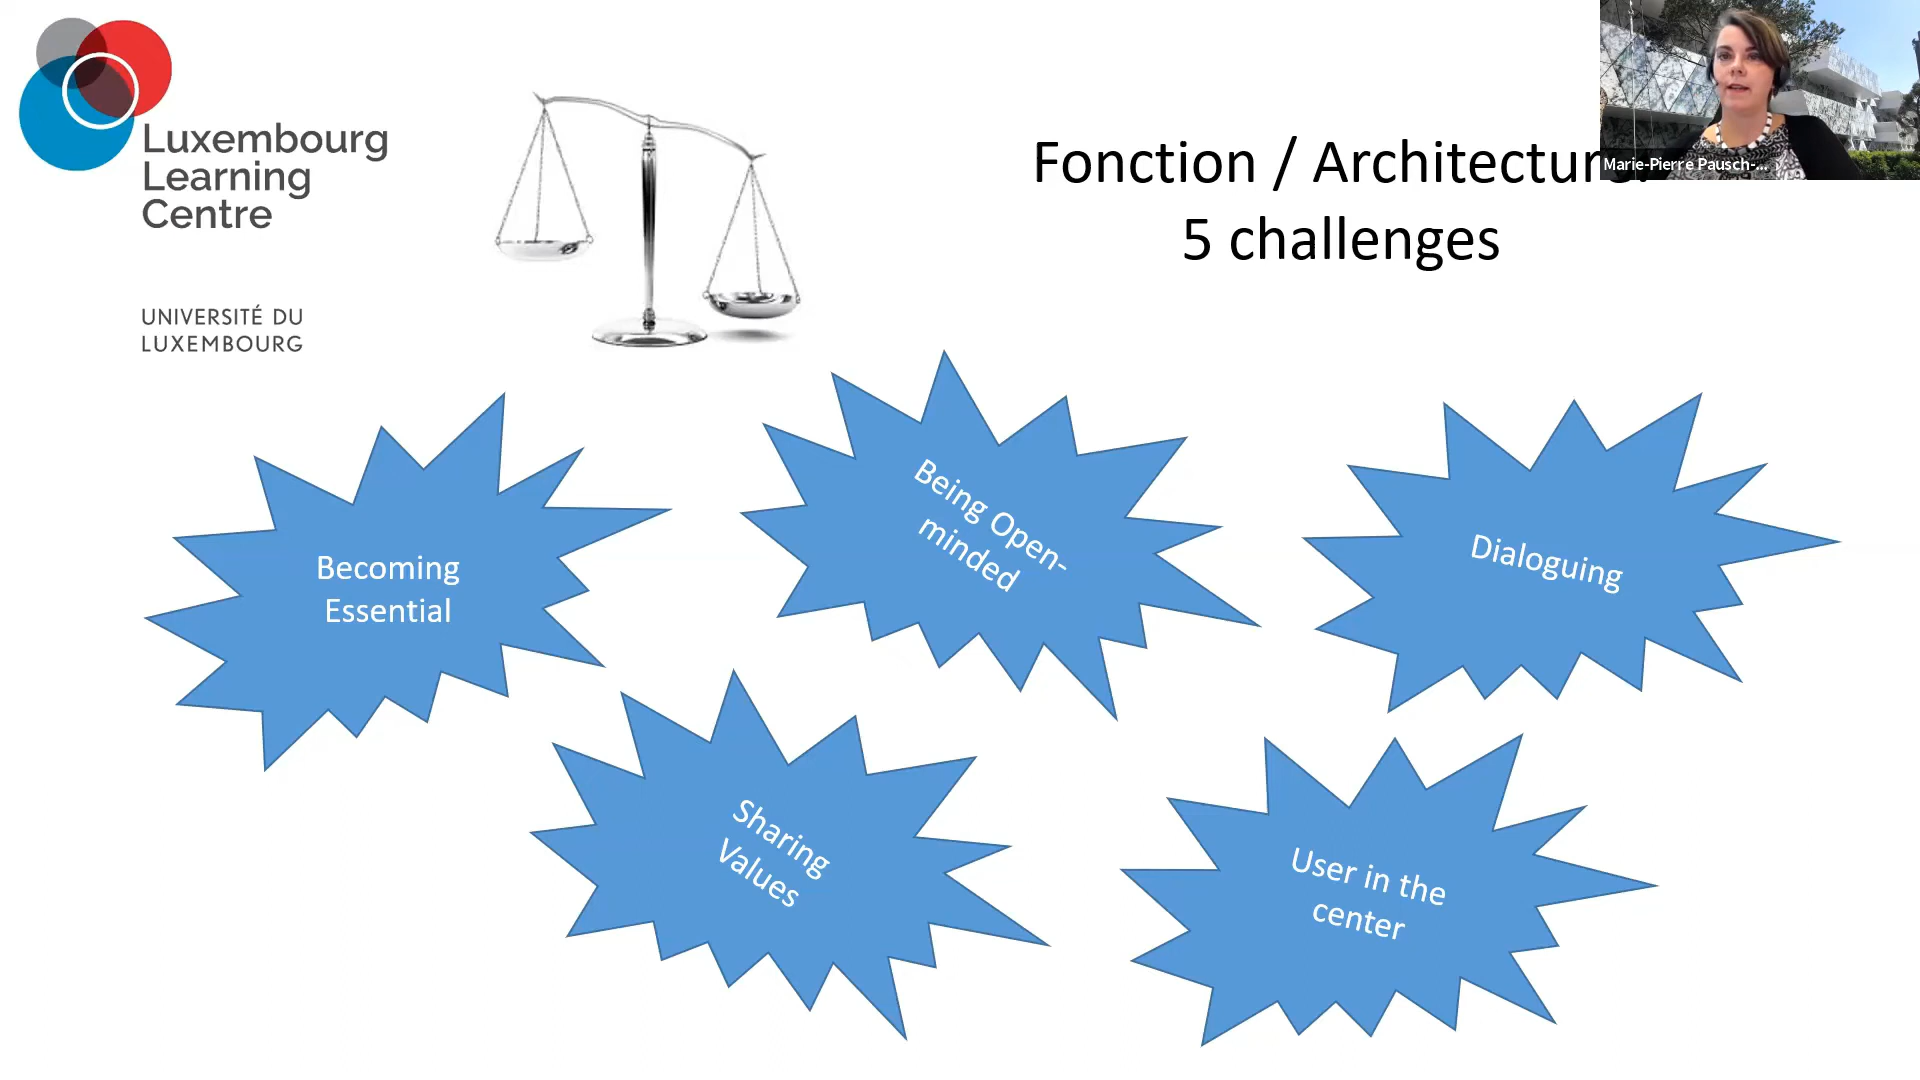 Luxembourg
Learning
Centre
UNIVERSITÉ DU
LUXEMBOURG
Fonction / Architecture
5 challenges
Marie-Pierre Pausch-...
Becoming
Essential
Being Open-
minded
Dialoguing
Sharing
Values
User in the
center